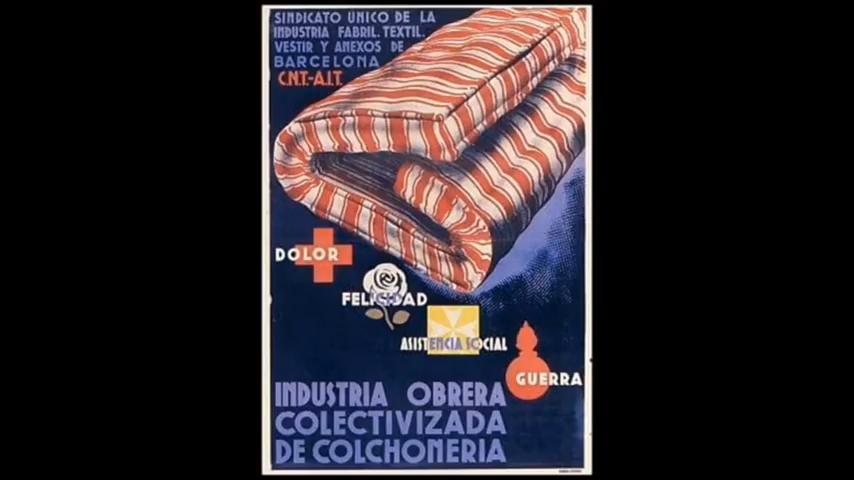 SINDICATO ÚNICO DE LA
INDUSTRIA FABRIL. TEXTIL.
VESTIR Y ANEXOS DE
BARCELONA
C.N.T.-A.I.T.
DOLOR
FELICIDAD
ASISTENCIA SOCIAL
GUERRA
INDUSTRIA OBRERA
COLECTIVIZADA
DE COLCHONERIA